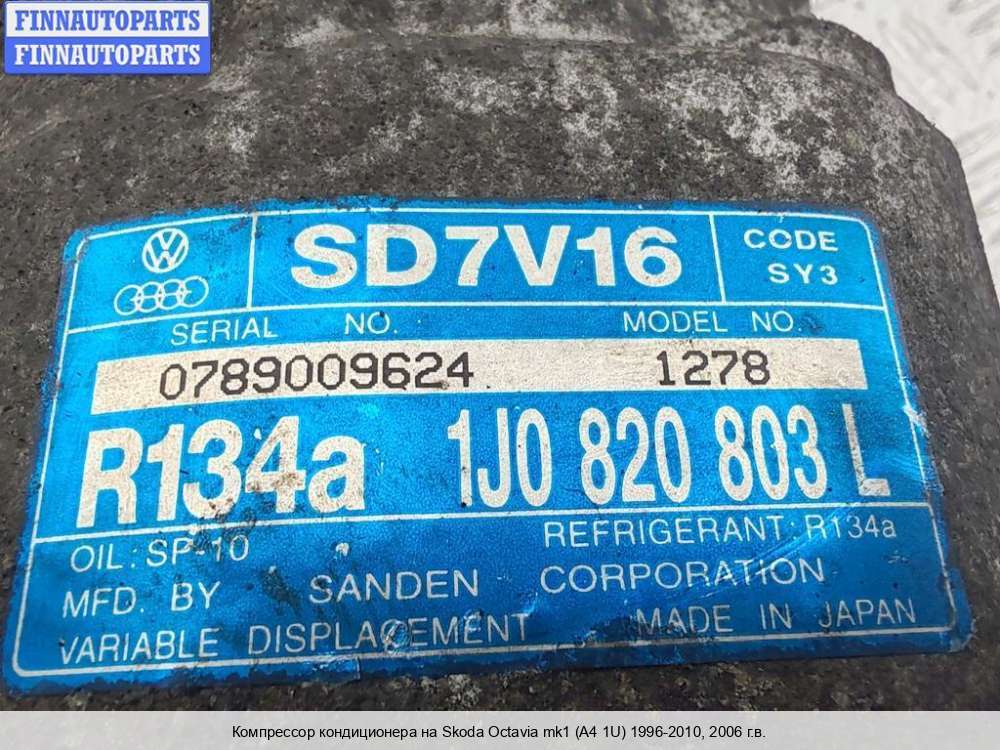 FINNAUTOPARTS
FINNAUTOPARTS
SD7V16
CODE
SY3
SERIAL NO. MODEL NO.
0789009624 1278
R134a 1J0 820 803 L
OIL: SP-10 REFRIGERANT: R134a
MFD. BY SANDEN CORPORATION
VARIABLE DISPLACEMENT MADE IN JAPAN
Компрессор кондиционера на Skoda Octavia mk1 (A4 1U) 1996-2010, 2006 г.в.